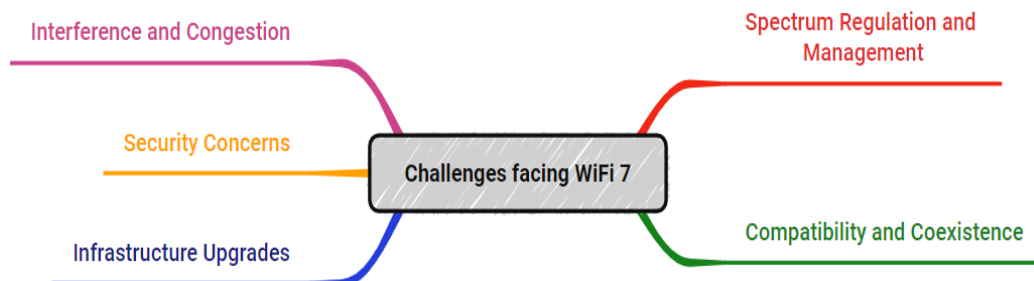 Interference and Congestion
Spectrum Regulation and
Management
Security Concerns
Challenges facing WiFi 7
Infrastructure Upgrades
Compatibility and Coexistence